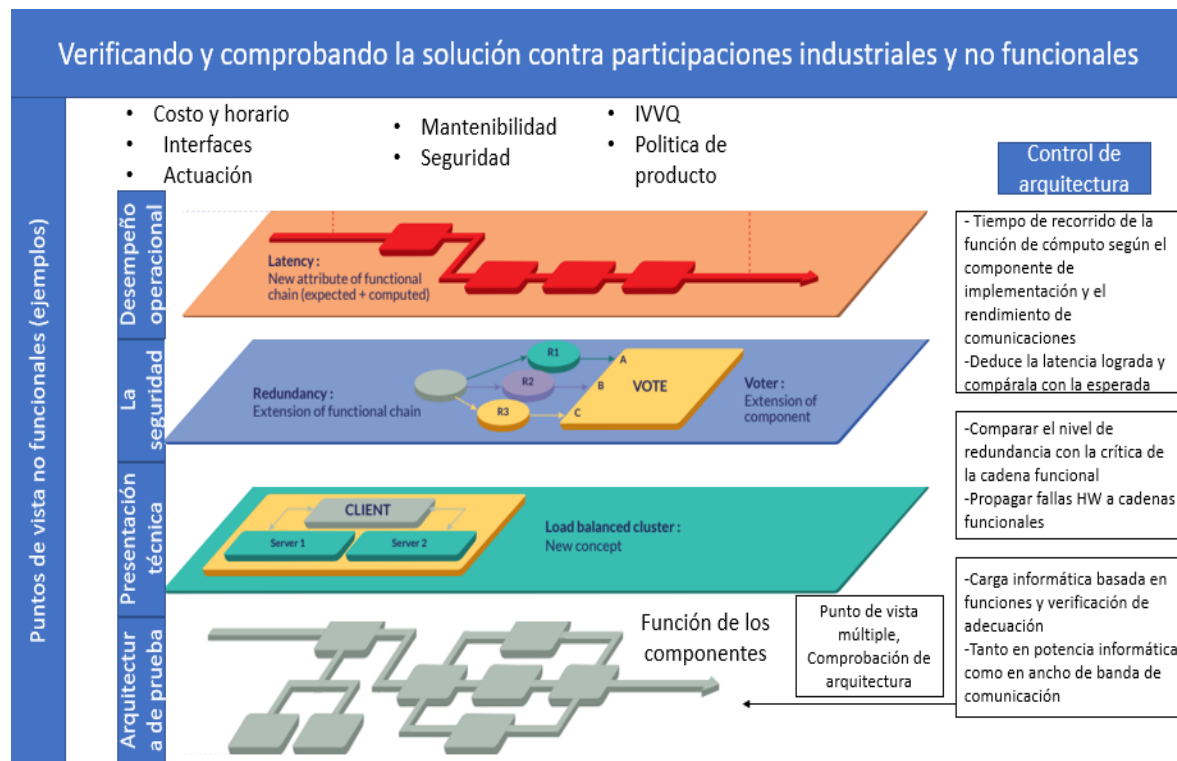 Verificando y comprobando la solución contra participaciones industriales y no funcionales
Puntos de vista no funcionales (ejemplos)
• Costo y horario
• Interfaces
• Actuación
• Mantenibilidad
• Seguridad
• IVVQ
• Politica de
producto
Control de
arquitectura
Desempeño
operacional
Latency :
New attribute of functional
chain (expected + computed)
- Tiempo de recorrido de la
función de cómputo según el
componente de
implementación y el
rendimiento de
comunicaciones
-Deduce la latencia lograda y
compárala con la esperada
La
seguridad
Redundancy :
Extension of functional chain
R1
R2
R3
A
B
C
VOTE
Voter :
Extension of
component
-Comparar el nivel de
redundancia con la crítica de
la cadena funcional
-Propagar fallas HW a cadenas
funcionales
Presentación
técnica
CLIENT
Server 1
Server 2
Load balanced cluster :
New concept
Arquitectur
a de prueba
Función de los
componentes
Punto de vista
múltiple,
Comprobación de
arquitectura
-Carga informática basada en
funciones y verificación de
adecuación
-Tanto en potencia informática
como en ancho de banda de
comunicación